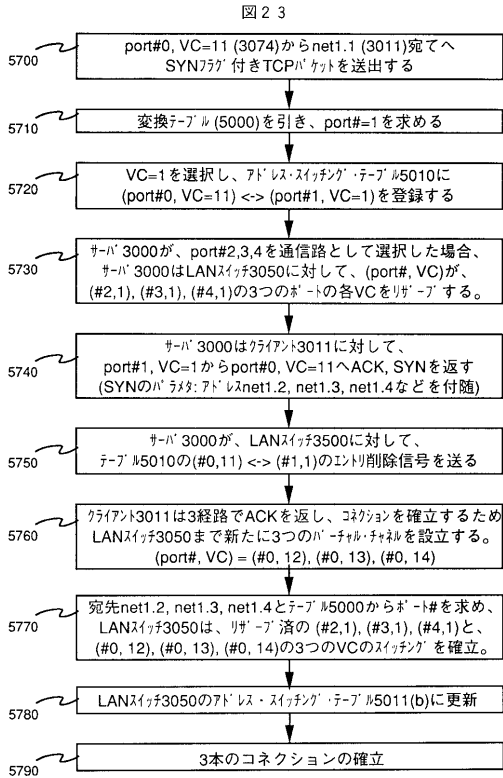 図２３
5700
port#0, VC=11 (3074)からnet1.1 (3011)宛てへ
SYNﾌﾗｸﾞ付きTCPﾊﾟｹｯﾄを送出する
5710
変換ﾃｰﾌﾞﾙ (5000)を引き、port#=1を求める
5720
VC=1を選択し、ｱﾄﾞﾚｽ･ｽｲｯﾁﾝｸﾞ･ﾃｰﾌﾞﾙ5010に
(port#0, VC=11) <-> (port#1, VC=1)を登録する
5730
ｻｰﾊﾞ3000が、port#2,3,4を通信路として選択した場合、
ｻｰﾊﾞ3000はLANｽｲｯﾁ3050に対して、(port#, VC)が、
(#2,1), (#3,1), (#4,1)の3つのﾎﾟｰﾄの各VCをﾘｻﾞｰﾌﾞする。
5740
ｻｰﾊﾞ3000はｸﾗｲｱﾝﾄ3011に対して、
port#1, VC=1からport#0, VC=11へACK, SYNを返す
(SYNのﾊﾟﾗﾒﾀ: ｱﾄﾞﾚｽnet1.2, net1.3, net1.4などを付随)
5750
ｻｰﾊﾞ3000が、LANｽｲｯﾁ3500に対して、
ﾃｰﾌﾞﾙ5010の(#0,11) <-> (#1,1)のｴﾝﾄﾘ削除信号を送る
5760
ｸﾗｲｱﾝﾄ3011は3経路でACKを返し、ｺﾈｸｼｮﾝを確立するため
LANｽｲｯﾁ3050まで新たに3つのﾊﾞｰﾁｬﾙ･ﾁｬﾈﾙを設立する。
(port#, VC) = (#0, 12), (#0, 13), (#0, 14)
5770
宛先net1.2, net1.3, net1.4とﾃｰﾌﾞﾙ5000からﾎﾟｰﾄ#を求め、
LANｽｲｯﾁ3050は、ﾘｻﾞｰﾌﾞ済の (#2,1), (#3,1), (#4,1)と、
(#0, 12), (#0, 13), (#0, 14)の3つのVCのｽｲｯﾁﾝｸﾞを確立。
5780
LANｽｲｯﾁ3050のｱﾄﾞﾚｽ・ｽｲｯﾁﾝｸﾞ･ﾃｰﾌﾞﾙ5011(b)に更新
5790
3本のｺﾈｸｼｮﾝの確立